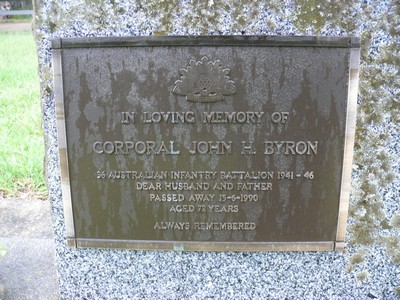 IN LOVING MEMORY OF
CORPORAL JOHN H. BYRON
36 AUSTRALIAN INFANTRY BATTALION 1941 - 46
DEAR HUSBAND AND FATHER
PASSED AWAY 15-6-1990
AGED 72 YEARS
ALWAYS REMEMBERED